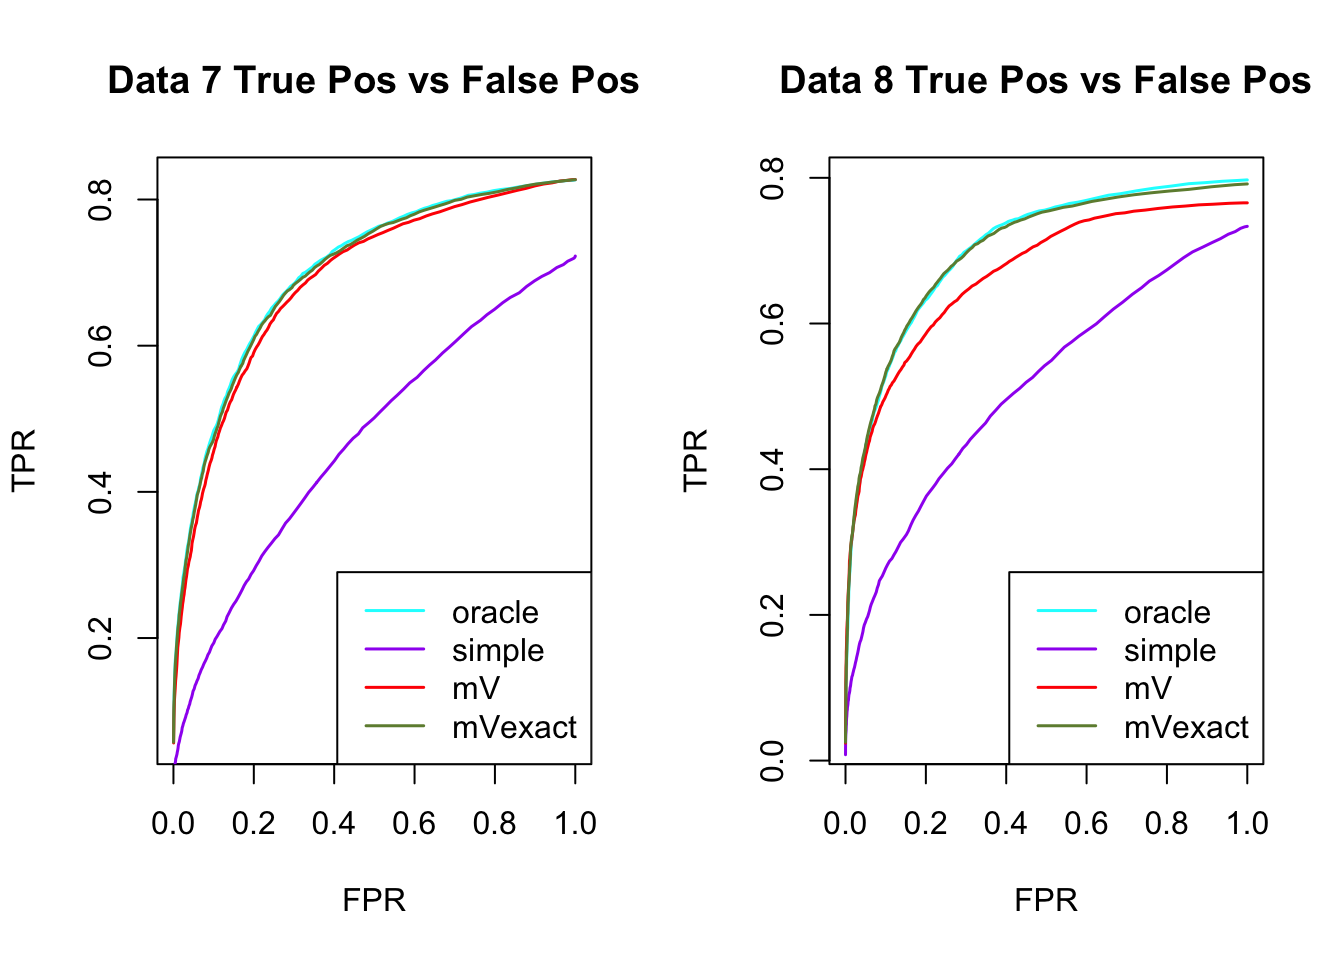 Data 7 True Pos vs False Pos
TPR
0.8
0.6
0.4
0.2
oracle
simple
mV
mVexact
0.0 0.2 0.4 0.6 0.8 1.0
FPR
Data 8 True Pos vs False Pos
TPR
0.8
0.6
0.4
0.2
0.0
oracle
simple
mV
mVexact
0.0 0.2 0.4 0.6 0.8 1.0
FPR